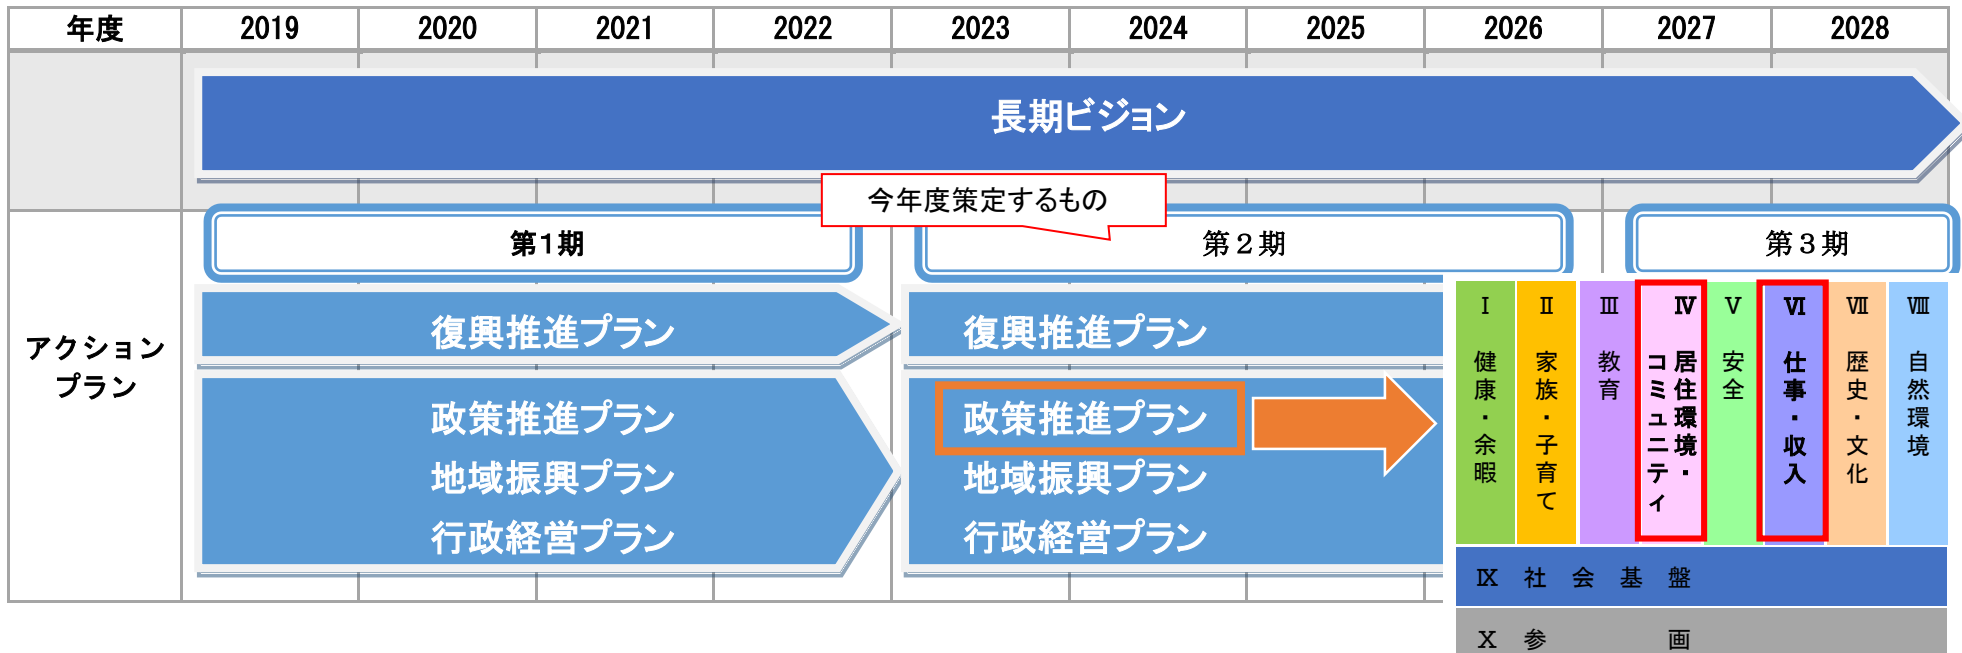 年度 2019 2020 2021 2022 2023 2024 2025 2026 2027 2028
長期ビジョン
今年度策定するもの
第1期 第２期 第３期
アクション
プラン
復興推進プラン
政策推進プラン
地域振興プラン
行政経営プラン
復興推進プラン
政策推進プラン
地域振興プラン
行政経営プラン
Ⅰ 健康・余暇
Ⅱ 家族・子育て
Ⅲ 教育
Ⅳ 居住環境・
コミュニティ
Ⅴ 安全
Ⅵ 仕事・収入
Ⅶ 歴史・文化
Ⅷ 自然環境
Ⅸ 社会基盤
Ⅹ 参画